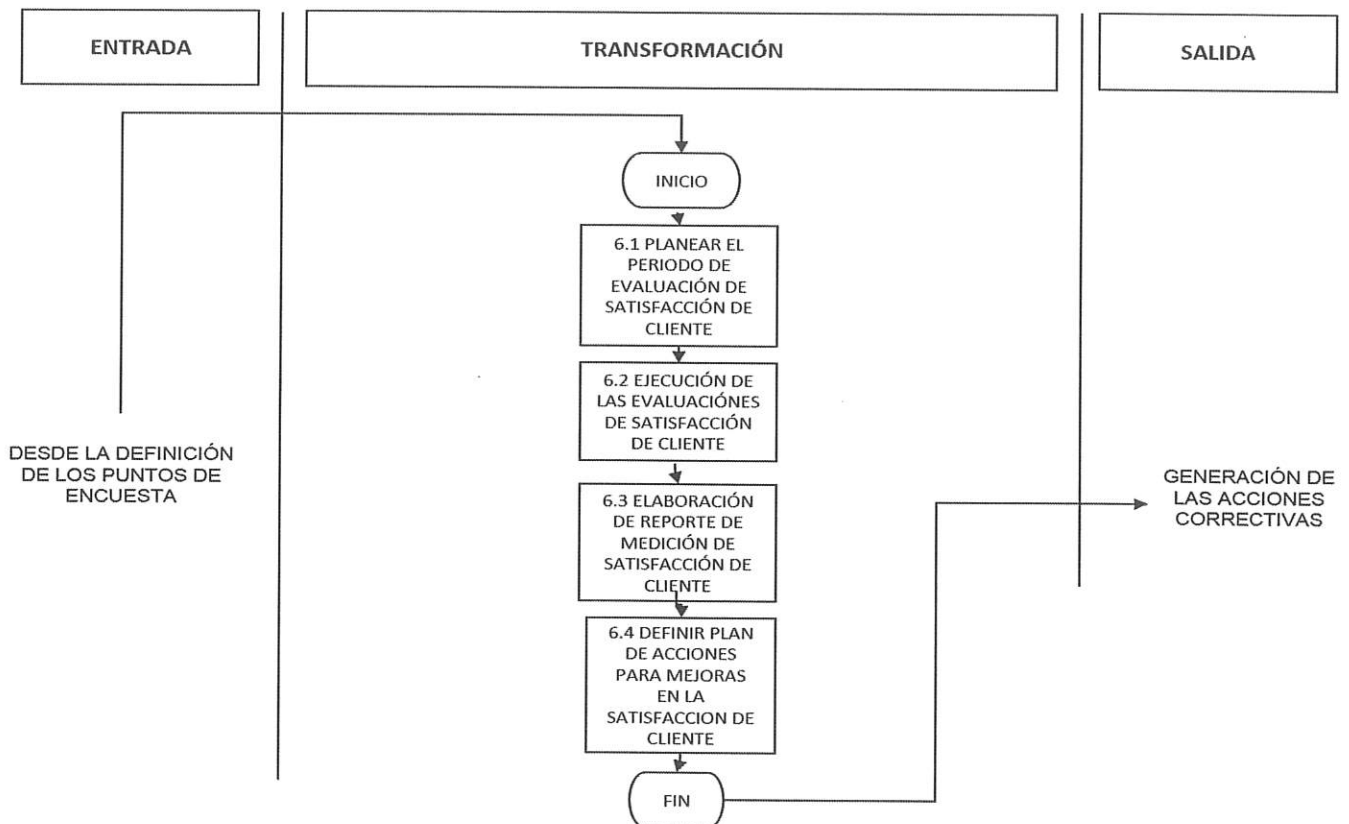 ENTRADA
TRANSFORMACIÓN
SALIDA
INICIO
6.1 PLANEAR EL
PERIODO DE
EVALUACIÓN DE
SATISFACCIÓN DE
CLIENTE
6.2 EJECUCIÓN DE
LAS EVALUACIÓNES
DE SATISFACCIÓN
DE CLIENTE
DESDE LA DEFINICIÓN
DE LOS PUNTOS DE
ENCUESTA
6.3 ELABORACIÓN
DE REPORTE DE
MEDICIÓN DE
SATISFACCIÓN DE
CLIENTE
GENERACIÓN DE
LAS ACCIONES
CORRECTIVAS
6.4 DEFINIR PLAN
DE ACCIONES
PARA MEJORAS
EN LA
SATISFACCION DE
CLIENTE
FIN